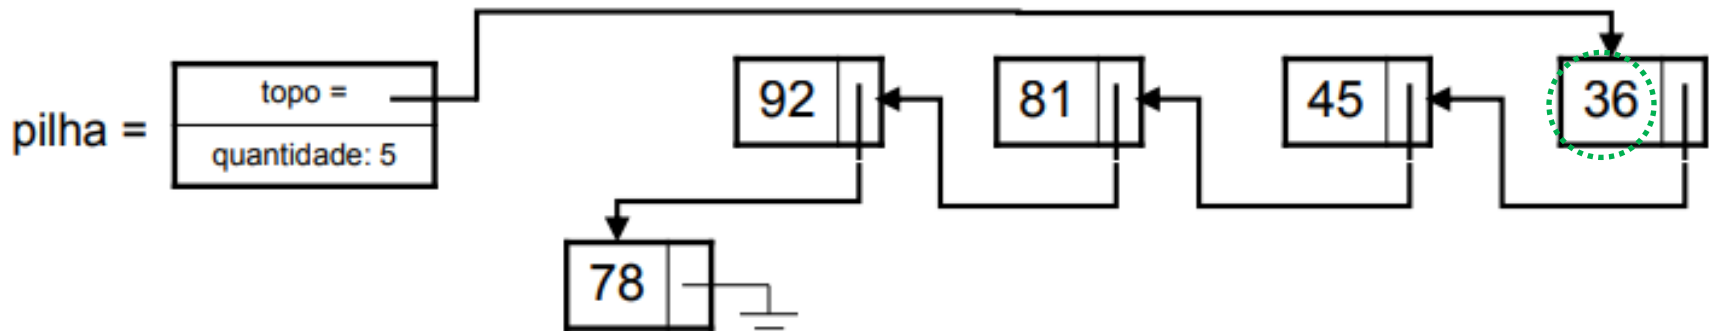 topo =
92 81 45 36
pilha =
quantidade: 5
78